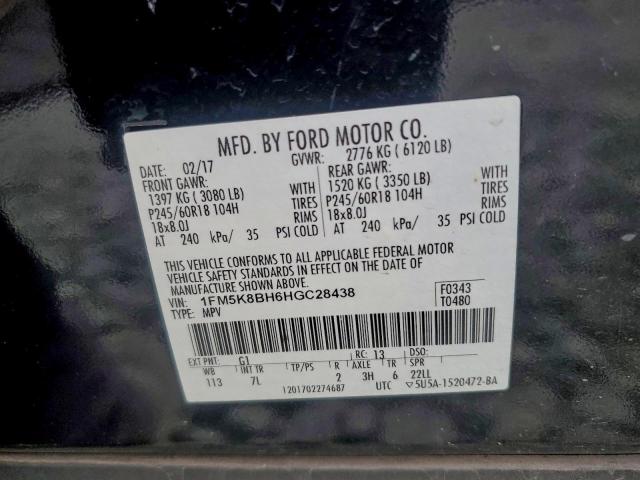 MFD. BY FORD MOTOR CO.
DATE: 02/17 GVWR: 2776 KG ( 6120 LB)
FRONT GAWR: REAR GAWR:
1397 KG ( 3080 LB) WITH 1520 KG ( 3350 LB) WITH
P245/60R18 104H TIRES P245/60R18 104H TIRES
18x8.0J RIMS 18x8.0J RIMS
AT 240 kPa/ 35 PSI COLD AT 240 kPa/ 35 PSI COLD
THIS VEHICLE CONFORMS TO ALL APPLICABLE FEDERAL MOTOR
VEHICLE SAFETY STANDARDS IN EFFECT ON THE DATE OF
MANUFACTURE SHOWN ABOVE.
VIN: 1FM5K8BH6HGC28438 F0343
TYPE: MPV T0480
EXT PNT: G1 RC: 13 DSO:
WB INT TR TP/PS R AXLE TR SPR
113 7L 2 3H 6 22LL
1201702274687 UTC ▽5U5A-1520472-BA